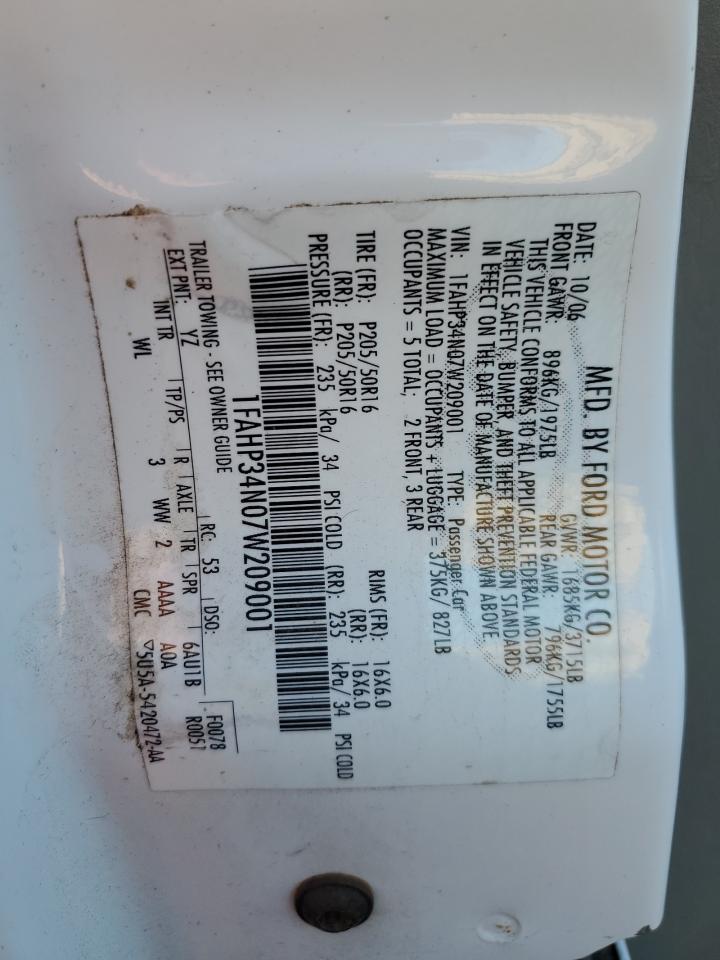 MFD. BY FORD MOTOR CO.
DATE: 10/06 GVWR: 1685KG/3715LB
FRONT GAWR: 896KG/1975LB REAR GAWR: 796KG/1755LB
THIS VEHICLE CONFORMS TO ALL APPLICABLE FEDERAL MOTOR
VEHICLE SAFETY, BUMPER, AND THEFT PREVENTION STANDARDS
IN EFFECT ON THE DATE OF MANUFACTURE SHOWN ABOVE.
VIN: 1FAHP34N07W209001 TYPE: Passenger Car
MAXIMUM LOAD = OCCUPANTS + LUGGAGE = 375KG/ 827LB
OCCUPANTS = 5 TOTAL; 2 FRONT, 3 REAR
TIRE (FR): P205/50R16 RIMS (FR): 16X6.0
(RR): P205/50R16 (RR): 16X6.0
PRESSURE (FR): 235 kPa/ 34 PSI COLD (RR): 235 kPa/ 34 PSI COLD
1FAHP34N07W209001
TRAILER TOWING - SEE OWNER GUIDE F0078
EXT PNT: YZ RC: 53 DSO: R0051
INT TR TP/PS R AXLE TR SPR 6AU1B
WL 3 WW 2 AAAA AQA
CMC 5U5A-5420472-AA